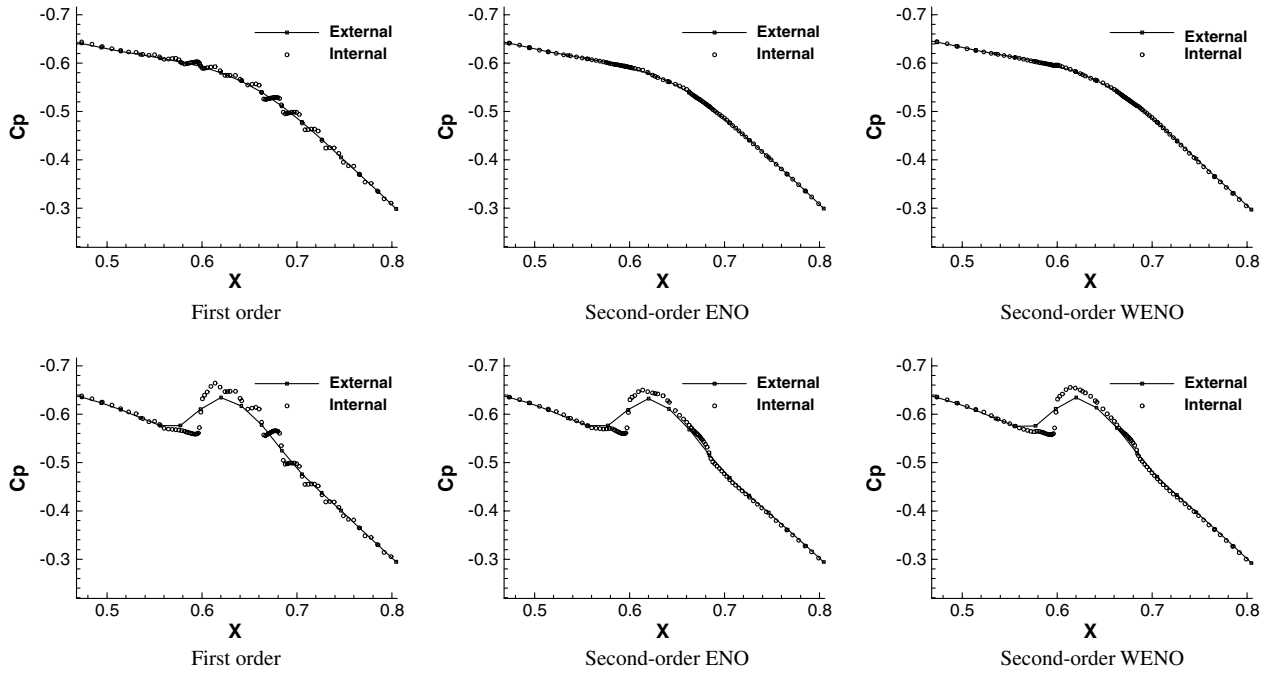 -0.7
-0.6
-0.5
-0.4
-0.3
Cp
External
Internal
0.5 0.6 0.7 0.8
X
First order
-0.7
-0.6
-0.5
-0.4
-0.3
Cp
External
Internal
0.5 0.6 0.7 0.8
X
Second-order ENO
-0.7
-0.6
-0.5
-0.4
-0.3
Cp
External
Internal
0.5 0.6 0.7 0.8
X
Second-order WENO
-0.7
-0.6
-0.5
-0.4
-0.3
Cp
External
Internal
0.5 0.6 0.7 0.8
X
First order
-0.7
-0.6
-0.5
-0.4
-0.3
Cp
External
Internal
0.5 0.6 0.7 0.8
X
Second-order ENO
-0.7
-0.6
-0.5
-0.4
-0.3
Cp
External
Internal
0.5 0.6 0.7 0.8
X
Second-order WENO